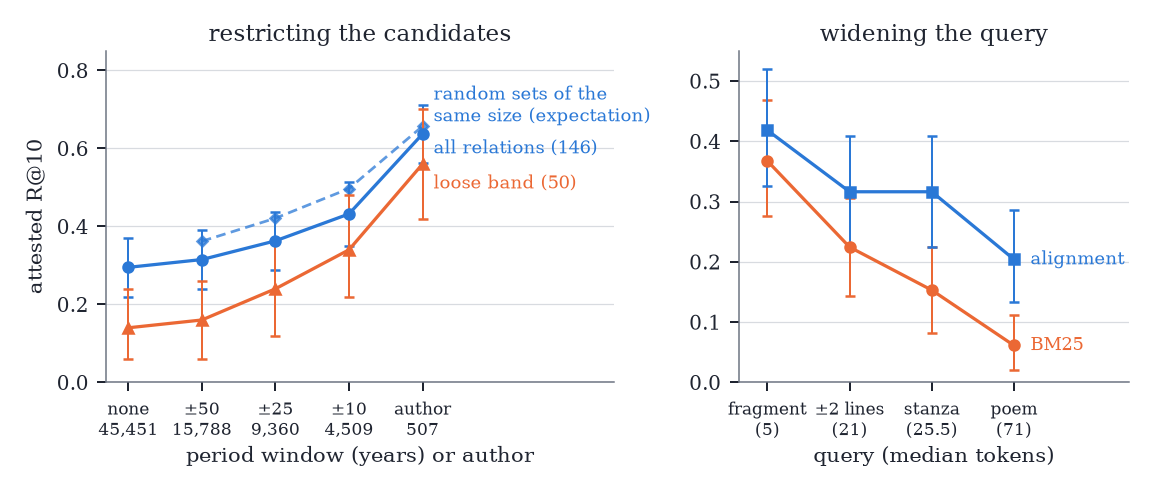 restricting the candidates
attested R@10
0.8
0.6
0.4
0.2
0.0
random sets of the
same size (expectation)
all relations (146)
loose band (50)
none ±50 ±25 ±10 author
45,451 15,788 9,360 4,509 507
period window (years) or author
widening the query
0.5
0.4
0.3
0.2
0.1
0.0
alignment
BM25
fragment ±2 lines stanza poem
(5) (21) (25.5) (71)
query (median tokens)